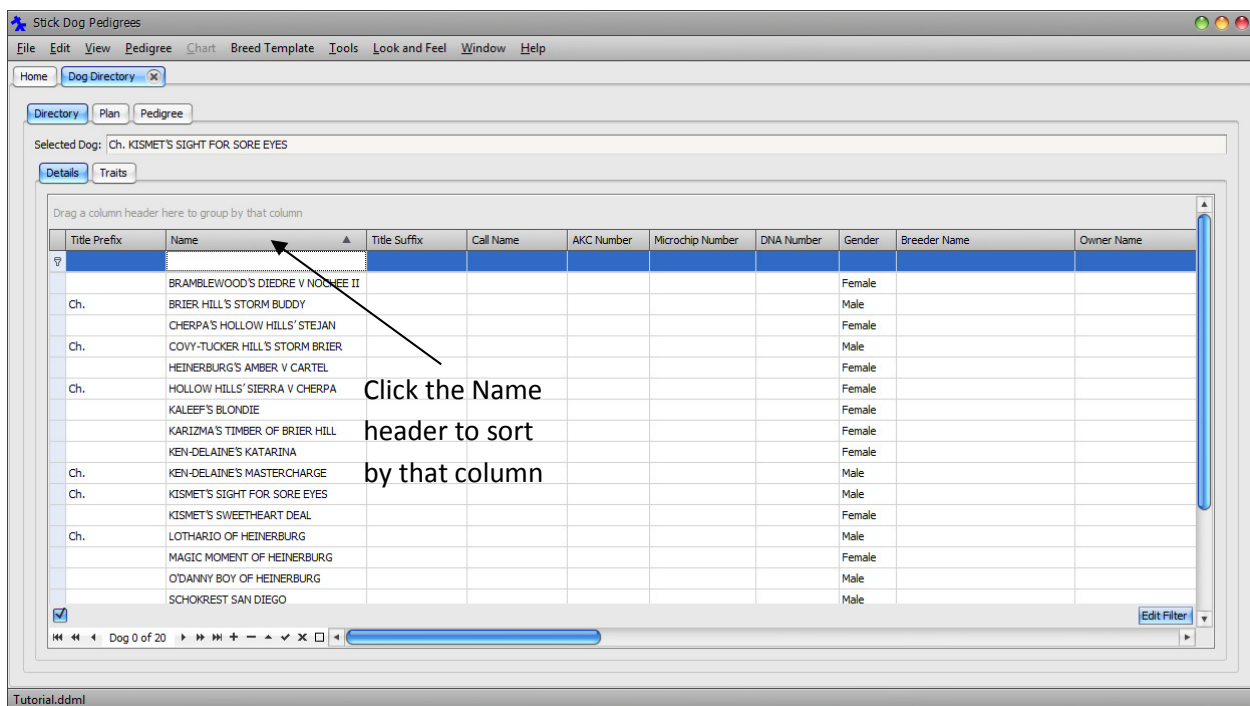 Stick Dog Pedigrees
File Edit View Pedigree Chart Breed Template Tools Look and Feel Window Help
Home Dog Directory
Directory Plan Pedigree
Selected Dog: Ch. KISMET'S SIGHT FOR SORE EYES
Details Traits
Drag a column header here to group by that column
Title Prefix Name Title Suffix Call Name AKC Number Microchip Number DNA Number Gender Breeder Name Owner Name
BRAMBLEWOOD'S DIEDRE V NOCHEE II Female
Ch. BRIER HILL'S STORM BUDDY Male
CHERPA'S HOLLOW HILLS' STEJAN Female
Ch. COVY-TUCKER HILL'S STORM BRIER Male
HEINERBURG'S AMBER V CARTEL Female
Ch. HOLLOW HILLS' SIERRA V CHERPA Female
KALEEF'S BLONDIE Female
KARIZMA'S TIMBER OF BRIER HILL Female
KEN-DELAINE'S KATARINA Female
Ch. KEN-DELAINE'S MASTERCHARGE Male
Ch. KISMET'S SIGHT FOR SORE EYES Male
KISMET'S SWEETHEART DEAL Female
Ch. LOTHARIO OF HEINERBURG Male
MAGIC MOMENT OF HEINERBURG Female
O'DANNY BOY OF HEINERBURG Male
SCHOKREST SAN DIEGO Male
Click the Name
header to sort
by that column
Edit Filter
Dog 0 of 20
Tutorial.ddml